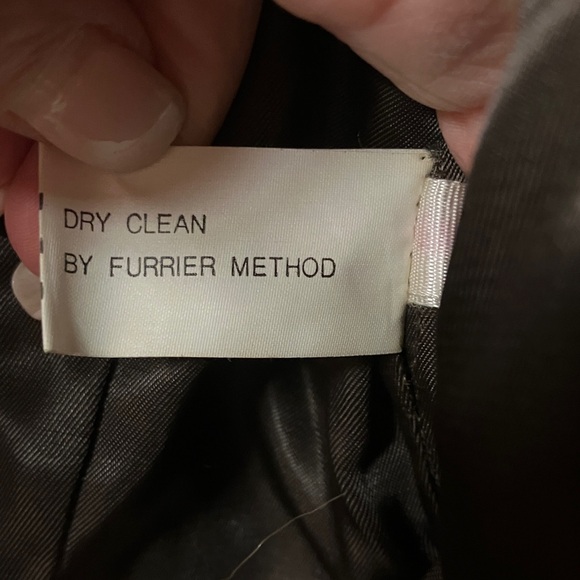 DRY CLEAN
BY FURRIER METHOD